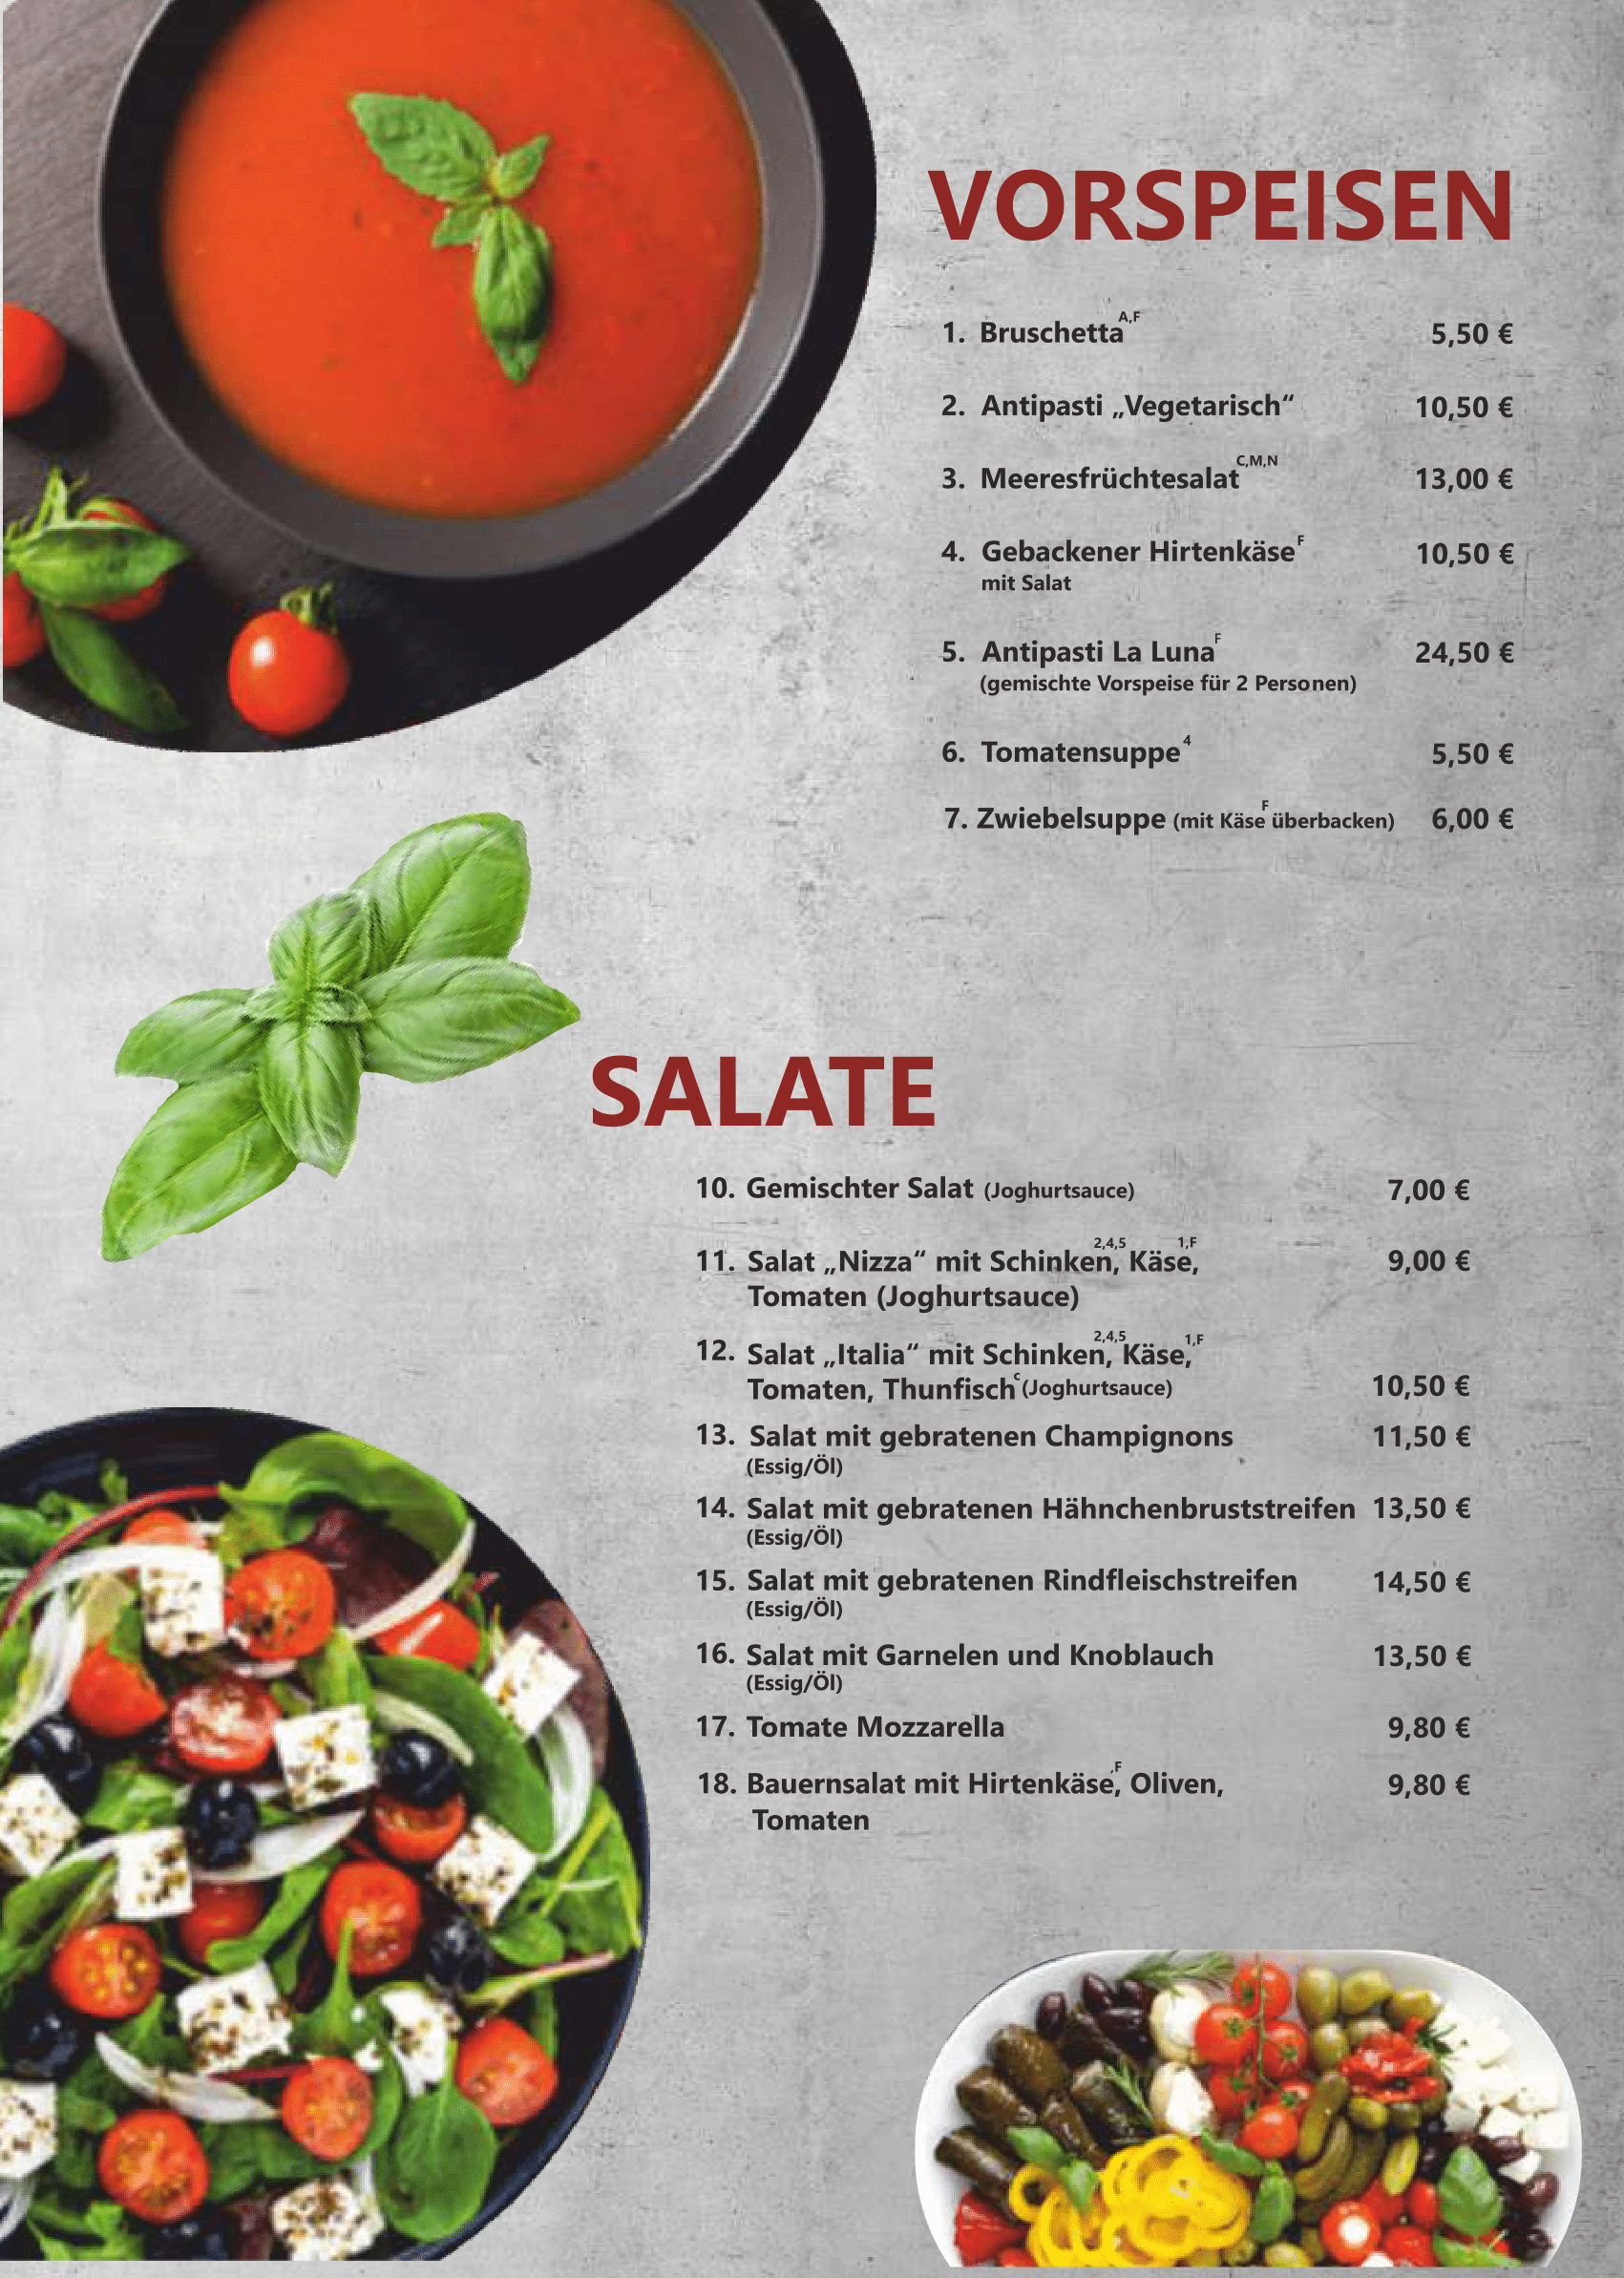 VORSPEISEN
1. Bruschetta A,F 5,50 €
2. Antipasti „Vegetarisch“ 10,50 €
3. Meeresfrüchtesalat C,M,N 13,00 €
4. Gebackener Hirtenkäse F 10,50 €
mit Salat
5. Antipasti La Luna F 24,50 €
(gemischte Vorspeise für 2 Personen)
6. Tomatensuppe 4 5,50 €
7. Zwiebelsuppe (mit Käse F überbacken) 6,00 €
SALATE
10. Gemischter Salat (Joghurtsauce) 7,00 €
11. Salat „Nizza“ mit Schinken, 2,4,5 Käse, 1,F 9,00 €
Tomaten (Joghurtsauce)
12. Salat „Italia“ mit Schinken, 2,4,5 Käse, 1,F
Tomaten, Thunfisch c (Joghurtsauce) 10,50 €
13. Salat mit gebratenen Champignons 11,50 €
(Essig/Öl)
14. Salat mit gebratenen Hähnchenbruststreifen 13,50 €
(Essig/Öl)
15. Salat mit gebratenen Rindfleischstreifen 14,50 €
(Essig/Öl)
16. Salat mit Garnelen und Knoblauch 13,50 €
(Essig/Öl)
17. Tomate Mozzarella 9,80 €
18. Bauernsalat mit Hirtenkäse, ,F Oliven, 9,80 €
Tomaten